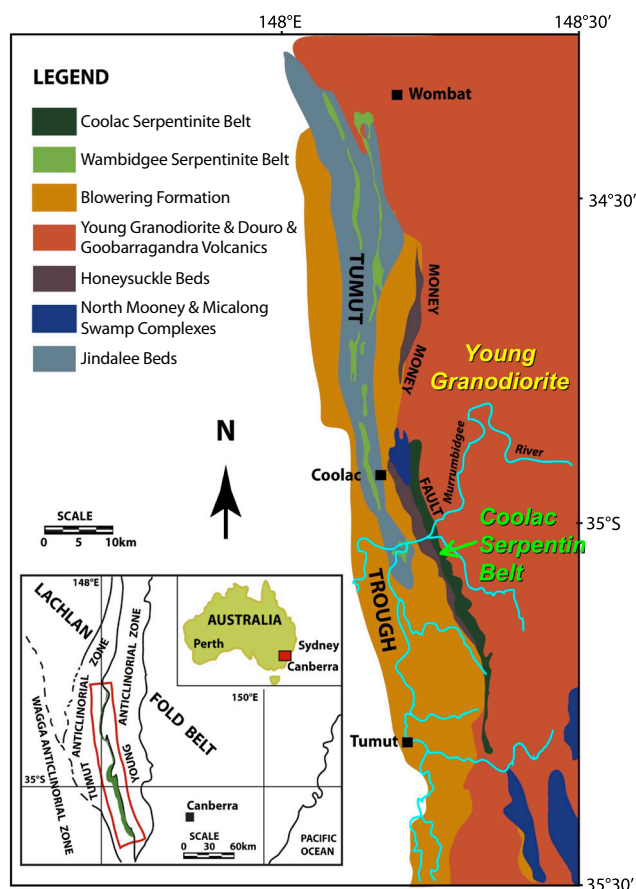 148°E
148°30'
LEGEND
Coolac Serpentinite Belt
Wambidgee Serpentinite Belt
Blowering Formation
Young Granodiorite & Douro &
Goobarragandra Volcanics
Honeysuckle Beds
North Mooney & Micalong
Swamp Complexes
Jindalee Beds
Wombat
34°30'
TUMUT
MONEY
MONEY
Young
Granodiorite
N
Coolac
FAULT
Murrumbidgee
River
SCALE
0 5 10km
35°S
Coolac
Serpentin
Belt
TROUGH
Tumut
35°30'
148°E
LACHLAN
FOLD BELT
WAGGA ANTICLINORIAL ZONE
TUMUT
ANTICLINORIAL ZONE
YOUNG
ANTICLINORIAL ZONE
AUSTRALIA
Perth
Sydney
Canberra
150°E
35°S
Canberra
SCALE
0 30 60km
PACIFIC
OCEAN